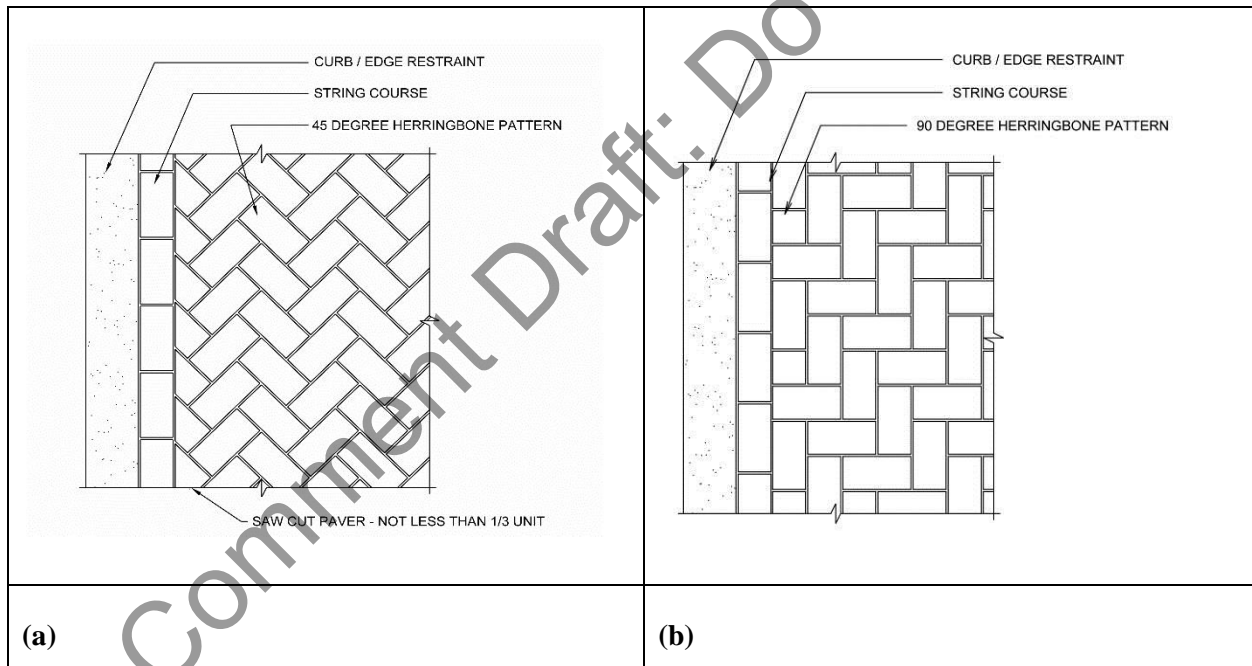 CURB / EDGE RESTRAINT
STRING COURSE
45 DEGREE HERRINGBONE PATTERN
SAW CUT PAVER - NOT LESS THAN 1/3 UNIT
(a)
CURB / EDGE RESTRAINT
STRING COURSE
90 DEGREE HERRINGBONE PATTERN
(b)
Comment Draft: Do